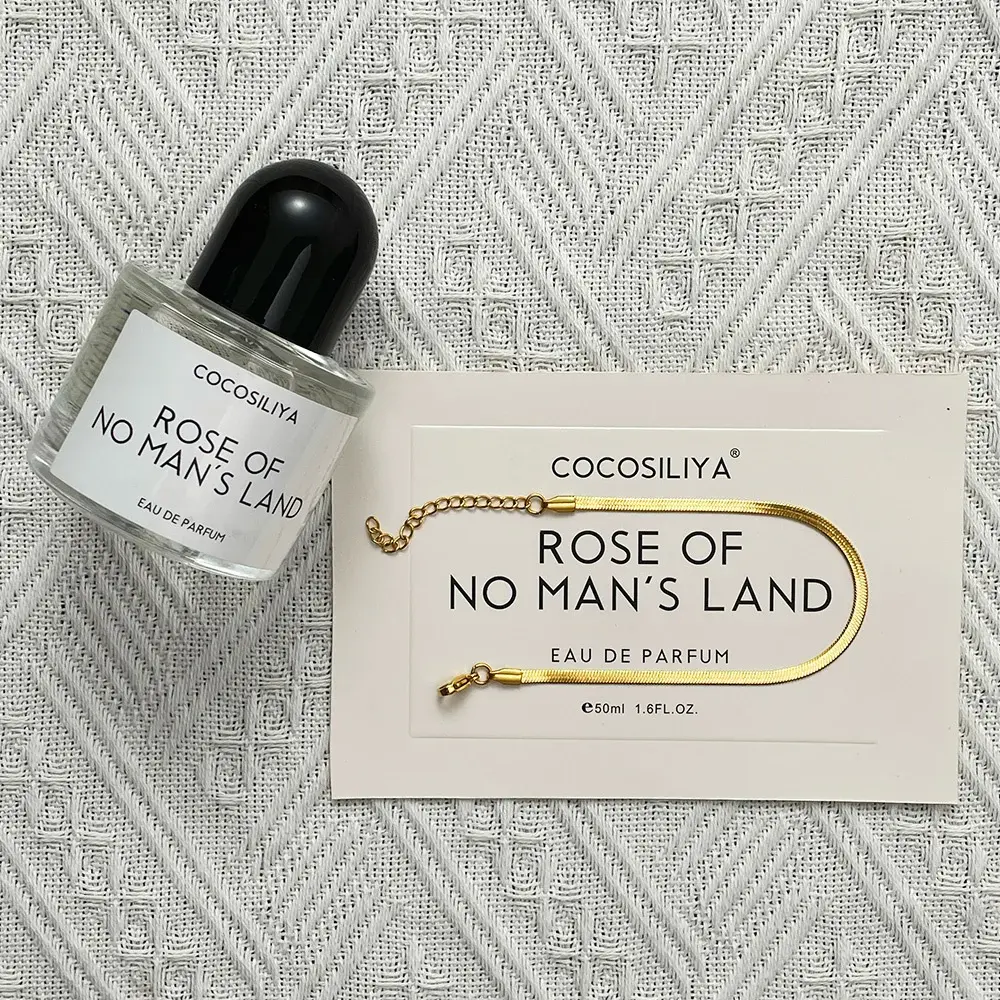 COCOSILIYA
ROSE OF
NO MAN'S LAND
EAU DE PARFUM
COCOSILIYA®
ROSE OF
NO MAN'S LAND
EAU DE PARFUM
℮50ml 1.6FL.OZ.